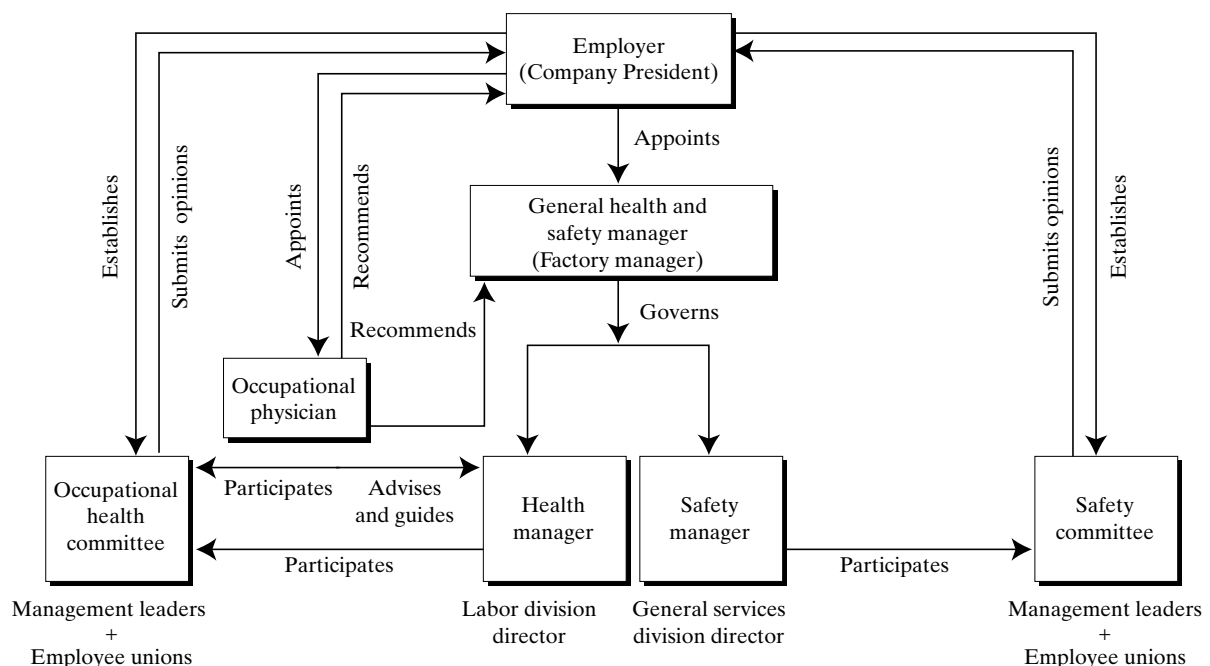 Employer
(Company President)
Appoints
General health and
safety manager
(Factory manager)
Governs
Establishes
Submits opinions
Appoints
Recommends
Recommends
Submits opinions
Establishes
Occupational
physician
Occupational
health
committee
Participates
Advises
and guides
Participates
Health
manager
Safety
manager
Participates
Safety
committee
Management leaders
+
Employee unions
Labor division
director
General services
division director
Management leaders
+
Employee unions